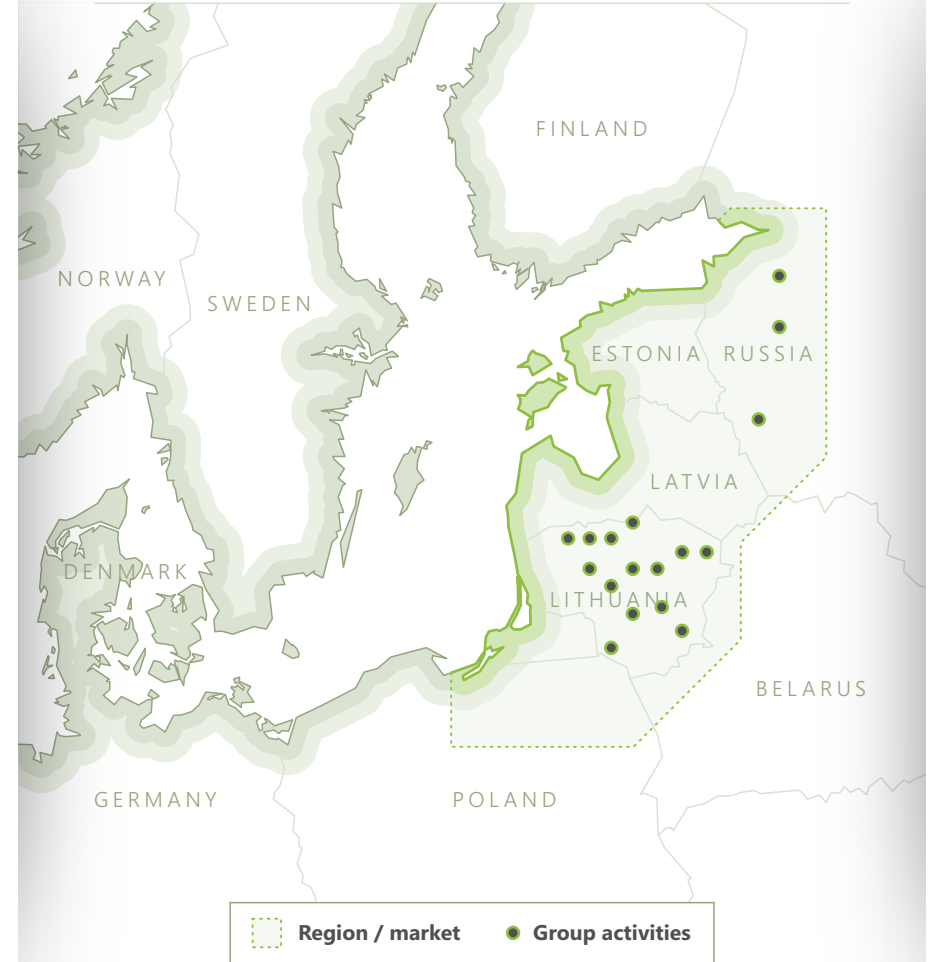 FINLAND
NORWAY
SWEDEN
ESTONIA
RUSSIA
LATVIA
DENMARK
LITHUANIA
BELARUS
GERMANY
POLAND
Region / market
Group activities